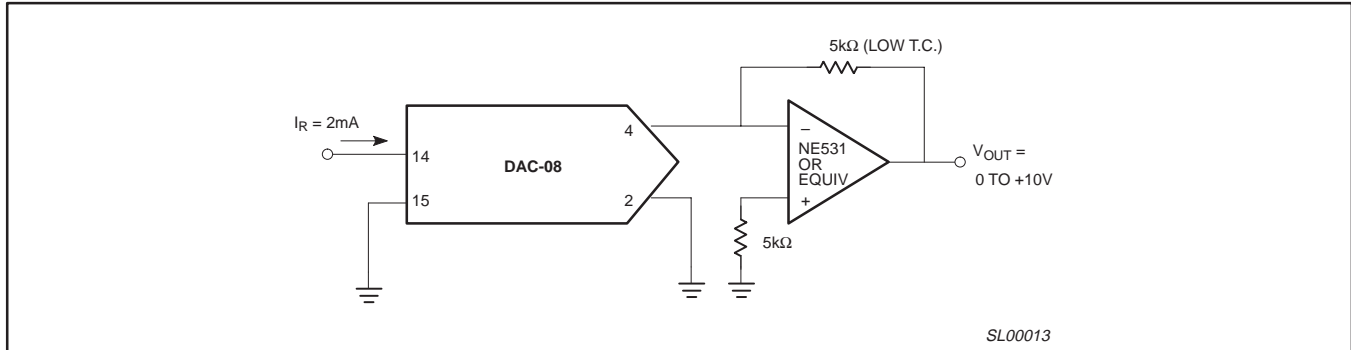 5kΩ (LOW T.C.)
I_R = 2mA
4
14
DAC-08
15
2
–
NE531
OR
EQUIV
+
V_OUT =
0 TO +10V
5kΩ
SL00013